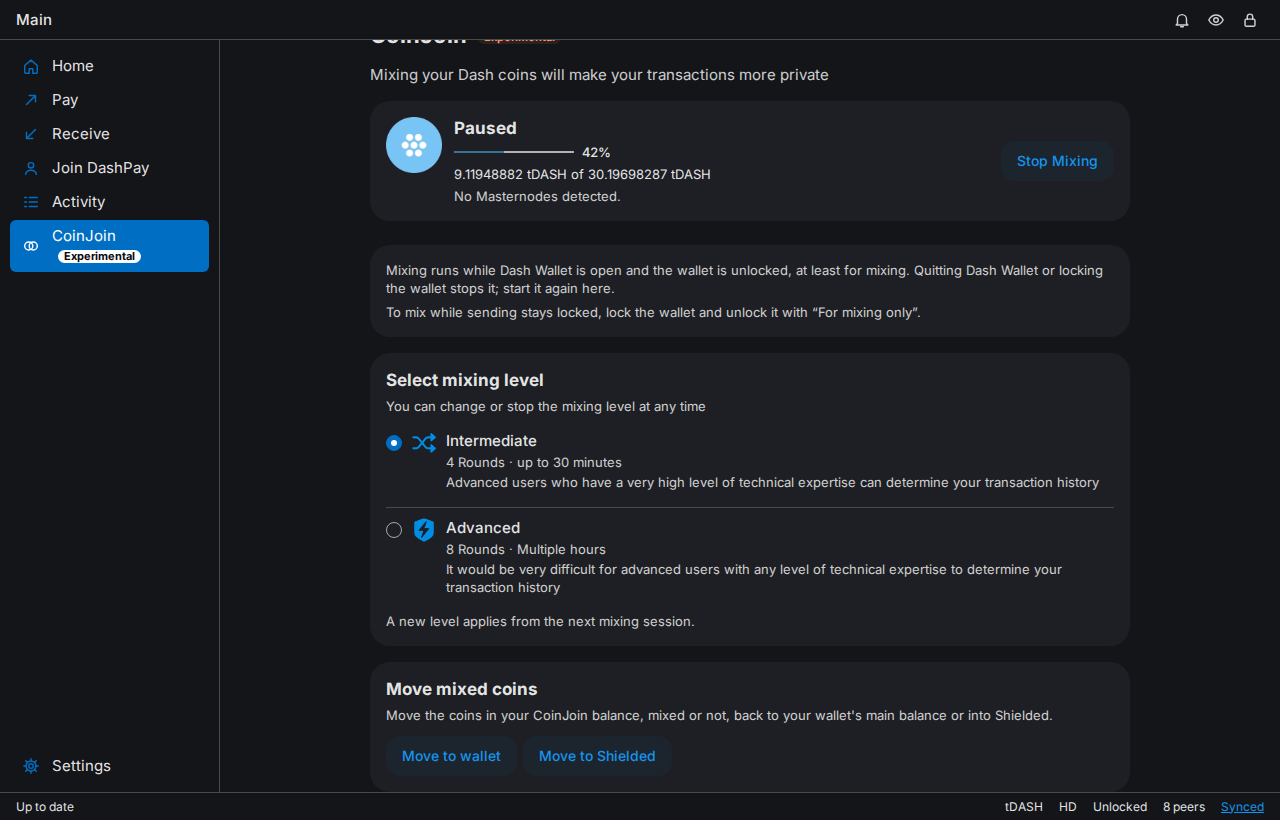 Main
Home
Pay
Receive
Join DashPay
Activity
CoinJoin
Experimental
Settings
CoinJoin Experimental
Mixing your Dash coins will make your transactions more private
Paused
42%
9.11948882 tDASH of 30.19698287 tDASH
No Masternodes detected.
Stop Mixing
Mixing runs while Dash Wallet is open and the wallet is unlocked, at least for mixing. Quitting Dash Wallet or locking
the wallet stops it; start it again here.
To mix while sending stays locked, lock the wallet and unlock it with “For mixing only”.
Select mixing level
You can change or stop the mixing level at any time
Intermediate
4 Rounds · up to 30 minutes
Advanced users who have a very high level of technical expertise can determine your transaction history
Advanced
8 Rounds · Multiple hours
It would be very difficult for advanced users with any level of technical expertise to determine your
transaction history
A new level applies from the next mixing session.
Move mixed coins
Move the coins in your CoinJoin balance, mixed or not, back to your wallet's main balance or into Shielded.
Move to wallet Move to Shielded
Up to date
tDASH HD Unlocked 8 peers Synced